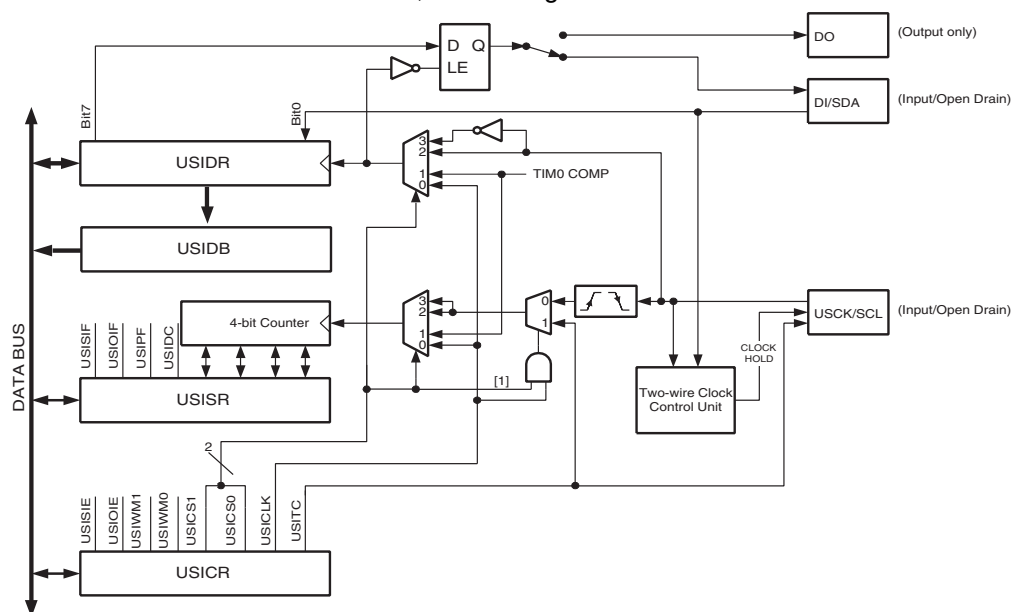 D Q
LE
DO
(Output only)
DI/SDA
(Input/Open Drain)
Bit7
Bit0
USIDR
3
2
1
0
TIM0 COMP
USIDB
4-bit Counter
3
2
1
0
0
1
USCK/SCL
(Input/Open Drain)
CLOCK
HOLD
USISIF
USIOIF
USIPF
USIDC
USISR
[1]
Two-wire Clock
Control Unit
DATA BUS
2
USISIE
USIOIE
USIWM1
USIWM0
USICS1
USICS0
USICLK
USITC
USICR